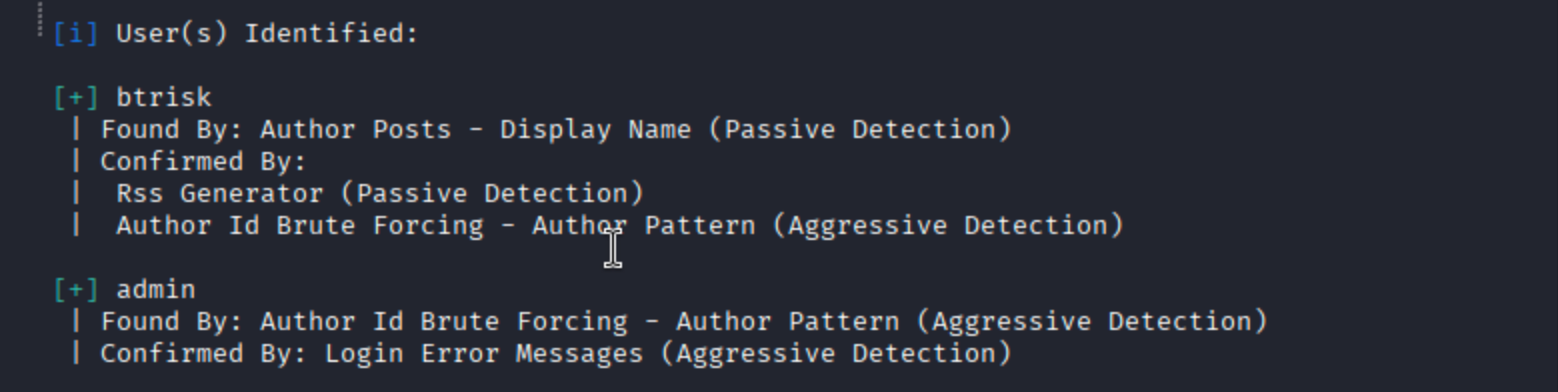 [i] User(s) Identified:
[+] btrisk
| Found By: Author Posts - Display Name (Passive Detection)
| Confirmed By:
|  Rss Generator (Passive Detection)
|  Author Id Brute Forcing - Author Pattern (Aggressive Detection)
[+] admin
| Found By: Author Id Brute Forcing - Author Pattern (Aggressive Detection)
| Confirmed By: Login Error Messages (Aggressive Detection)